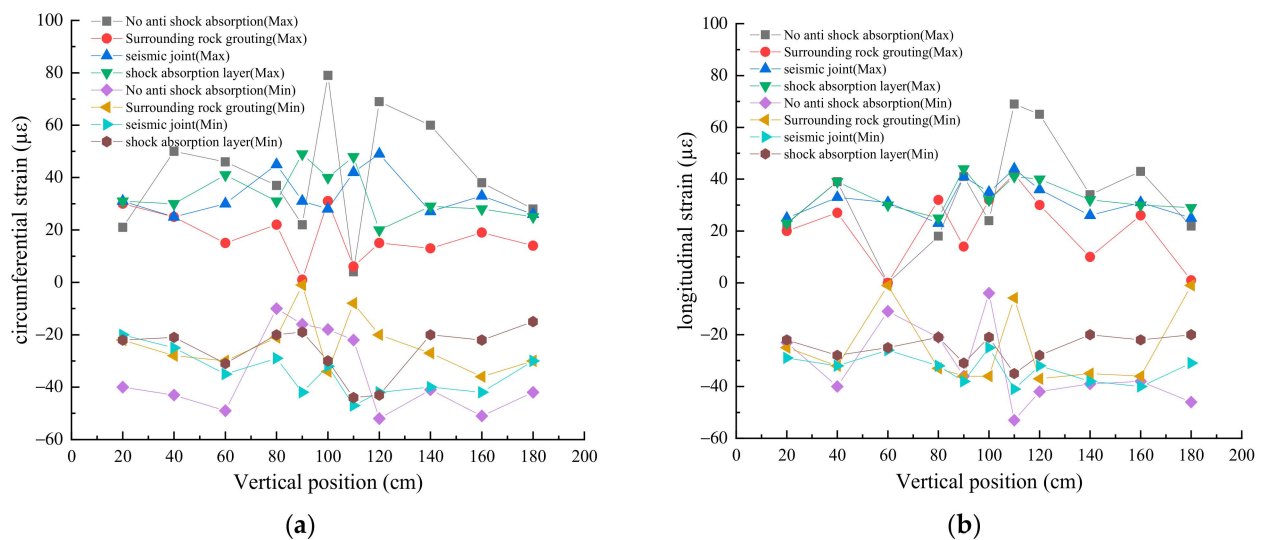 100
80
60
40
20
0
−20
−40
−60
circumferential strain (με)
No anti shock absorption(Max)
Surrounding rock grouting(Max)
seismic joint(Max)
shock absorption layer(Max)
No anti shock absorption(Min)
Surrounding rock grouting(Min)
seismic joint(Min)
shock absorption layer(Min)
0 20 40 60 80 100 120 140 160 180 200
Vertical position (cm)
(a)
100
80
60
40
20
0
−20
−40
−60
longitudinal strain (με)
No anti shock absorption(Max)
Surrounding rock grouting(Max)
seismic joint(Max)
shock absorption layer(Max)
No anti shock absorption(Min)
Surrounding rock grouting(Min)
seismic joint(Min)
shock absorption layer(Min)
0 20 40 60 80 100 120 140 160 180 200
Vertical position (cm)
(b)